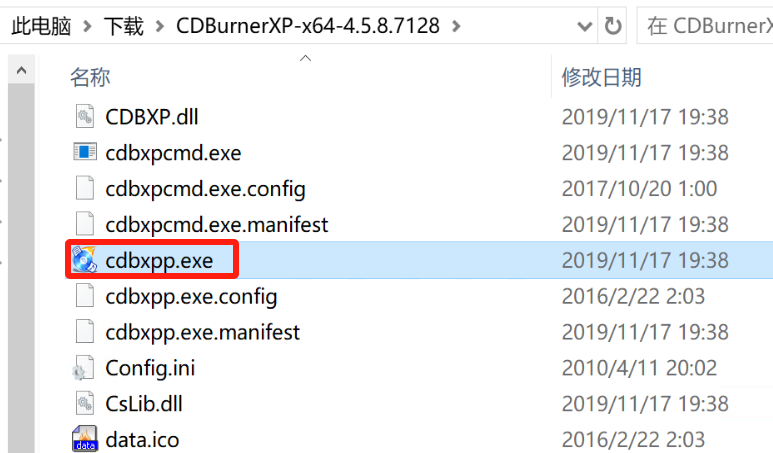 此电脑 > 下载 > CDBurnerXP-x64-4.5.8.7128 > 在 CDBurnerX
名称 修改日期
CDBXP.dll 2019/11/17 19:38
cdbxpcmd.exe 2019/11/17 19:38
cdbxpcmd.exe.config 2017/10/20 1:00
cdbxpcmd.exe.manifest 2019/11/17 19:38
cdbxpp.exe 2019/11/17 19:38
cdbxpp.exe.config 2016/2/22 2:03
cdbxpp.exe.manifest 2019/11/17 19:38
Config.ini 2010/4/11 20:02
CsLib.dll 2019/11/17 19:38
data data.ico 2016/2/22 2:03